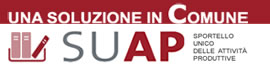 UNA SOLUZIONE IN COMUNE
SUAP
SPORTELLO
UNICO
DELLE ATTIVITÀ
PRODUTTIVE